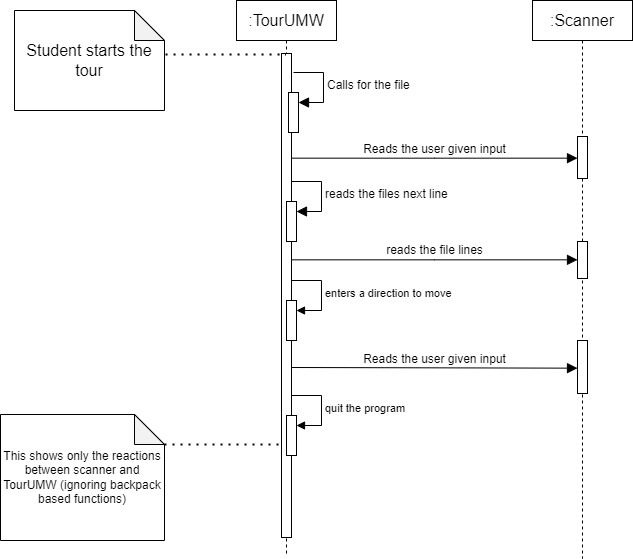 :TourUMW
:Scanner
Student starts the
tour
Calls for the file
Reads the user given input
reads the files next line
reads the file lines
enters a direction to move
Reads the user given input
quit the program
This shows only the reactions
between scanner and
TourUMW (ignoring backpack
based functions)